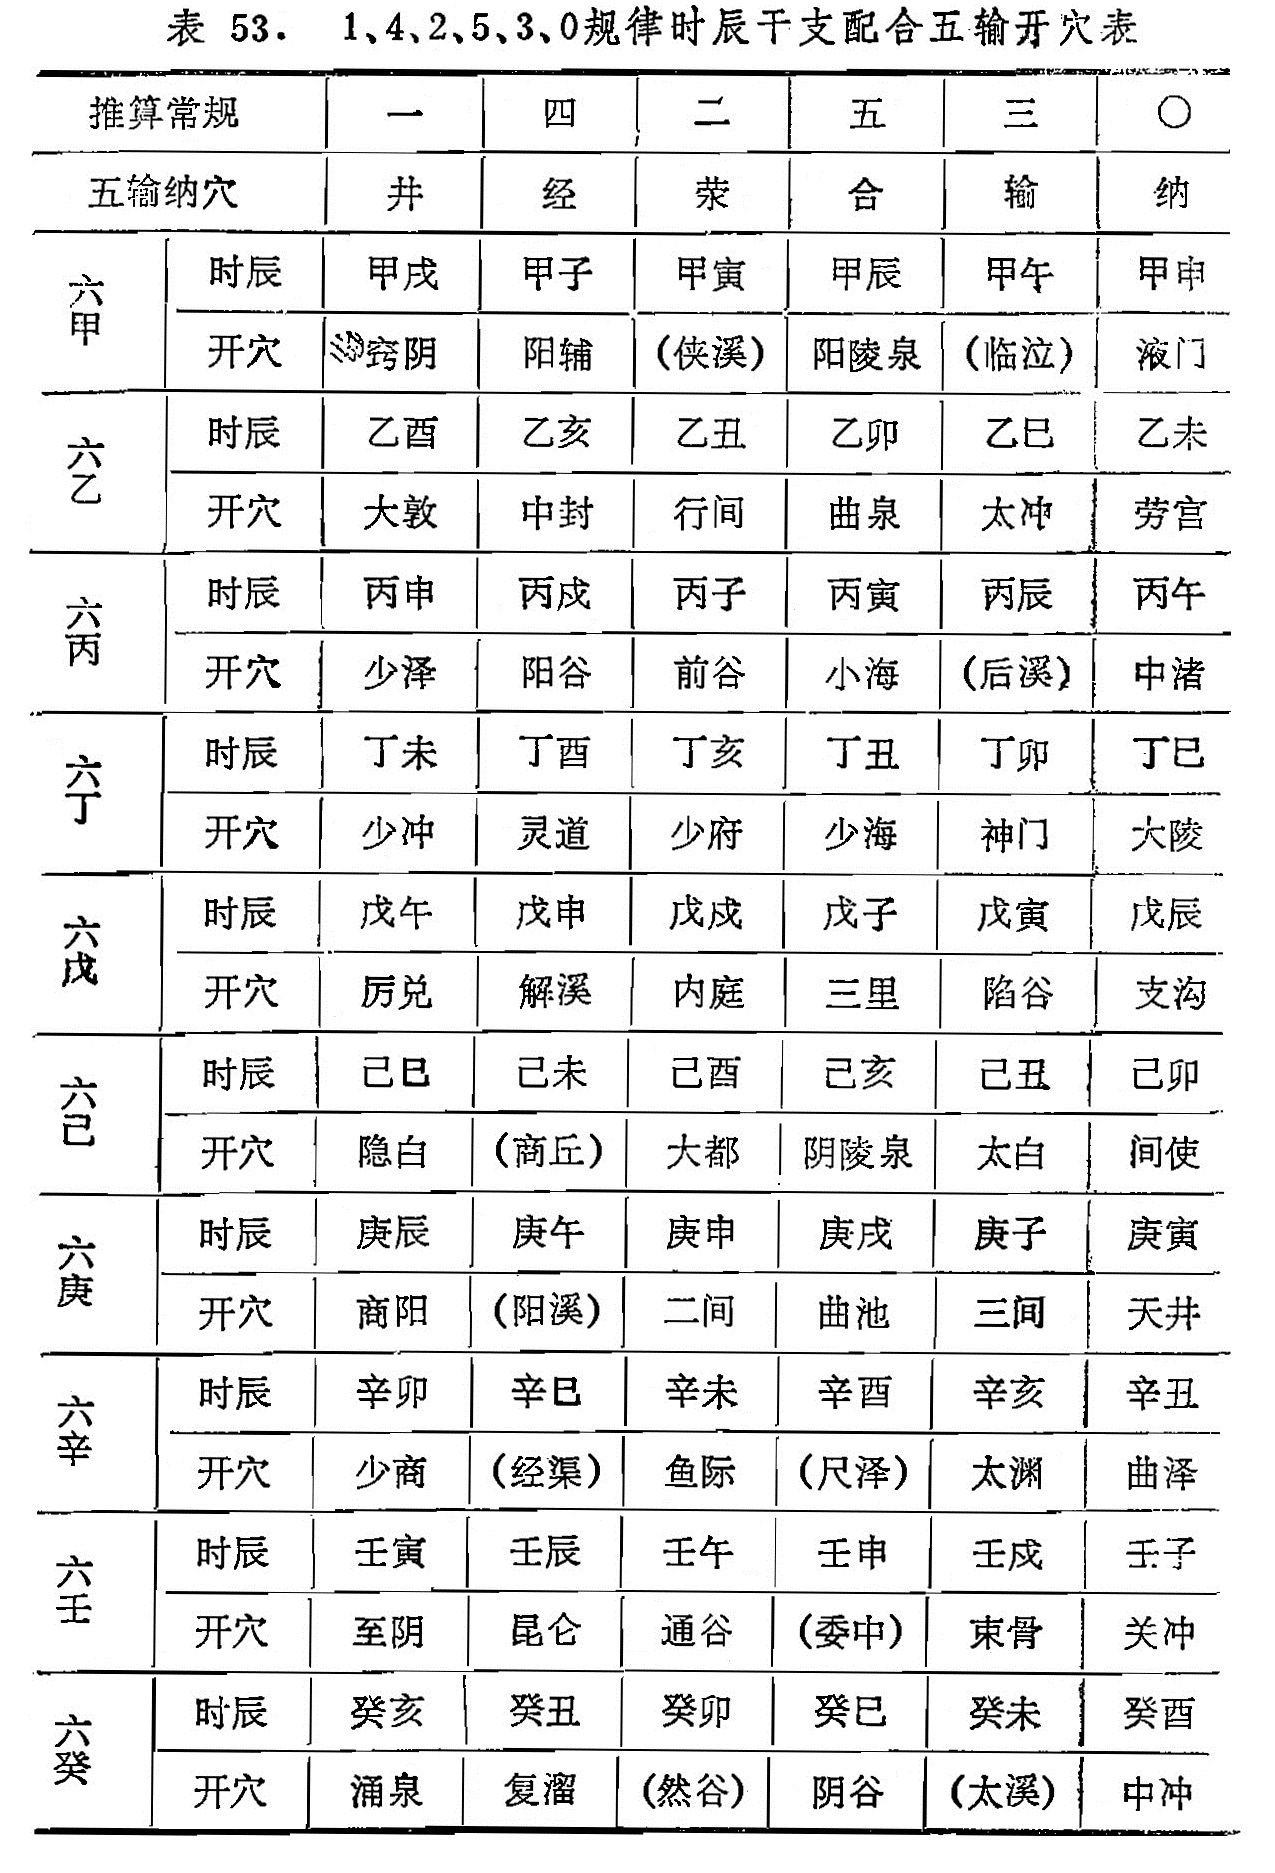 表 53. 1、4、2、5、3、0规律时辰干支配合五输开穴表
推算常规 一 四 二 五 三 〇
五输纳穴 井 经 荥 合 输 纳
六甲 时辰 甲戌 甲子 甲寅 甲辰 甲午 甲申
开穴 窍阴 阳辅 (侠溪) 阳陵泉 (临泣) 液门
六乙 时辰 乙酉 乙亥 乙丑 乙卯 乙巳 乙未
开穴 大敦 中封 行间 曲泉 太冲 劳宫
六丙 时辰 丙申 丙戌 丙子 丙寅 丙辰 丙午
开穴 少泽 阳谷 前谷 小海 (后溪) 中渚
六丁 时辰 丁未 丁酉 丁亥 丁丑 丁卯 丁巳
开穴 少冲 灵道 少府 少海 神门 大陵
六戊 时辰 戊午 戊申 戊戌 戊子 戊寅 戊辰
开穴 厉兑 解溪 内庭 三里 陷谷 支沟
六己 时辰 己巳 己未 己酉 己亥 己丑 己卯
开穴 隐白 (商丘) 大都 阴陵泉 太白 间使
六庚 时辰 庚辰 庚午 庚申 庚戌 庚子 庚寅
开穴 商阳 (阳溪) 二间 曲池 三间 天井
六辛 时辰 辛卯 辛巳 辛未 辛酉 辛亥 辛丑
开穴 少商 (经渠) 鱼际 (尺泽) 太渊 曲泽
六壬 时辰 壬寅 壬辰 壬午 壬申 壬戌 壬子
开穴 至阴 昆仑 通谷 (委中) 束骨 关冲
六癸 时辰 癸亥 癸丑 癸卯 癸巳 癸未 癸酉
开穴 涌泉 复溜 (然谷) 阴谷 (太溪) 中冲